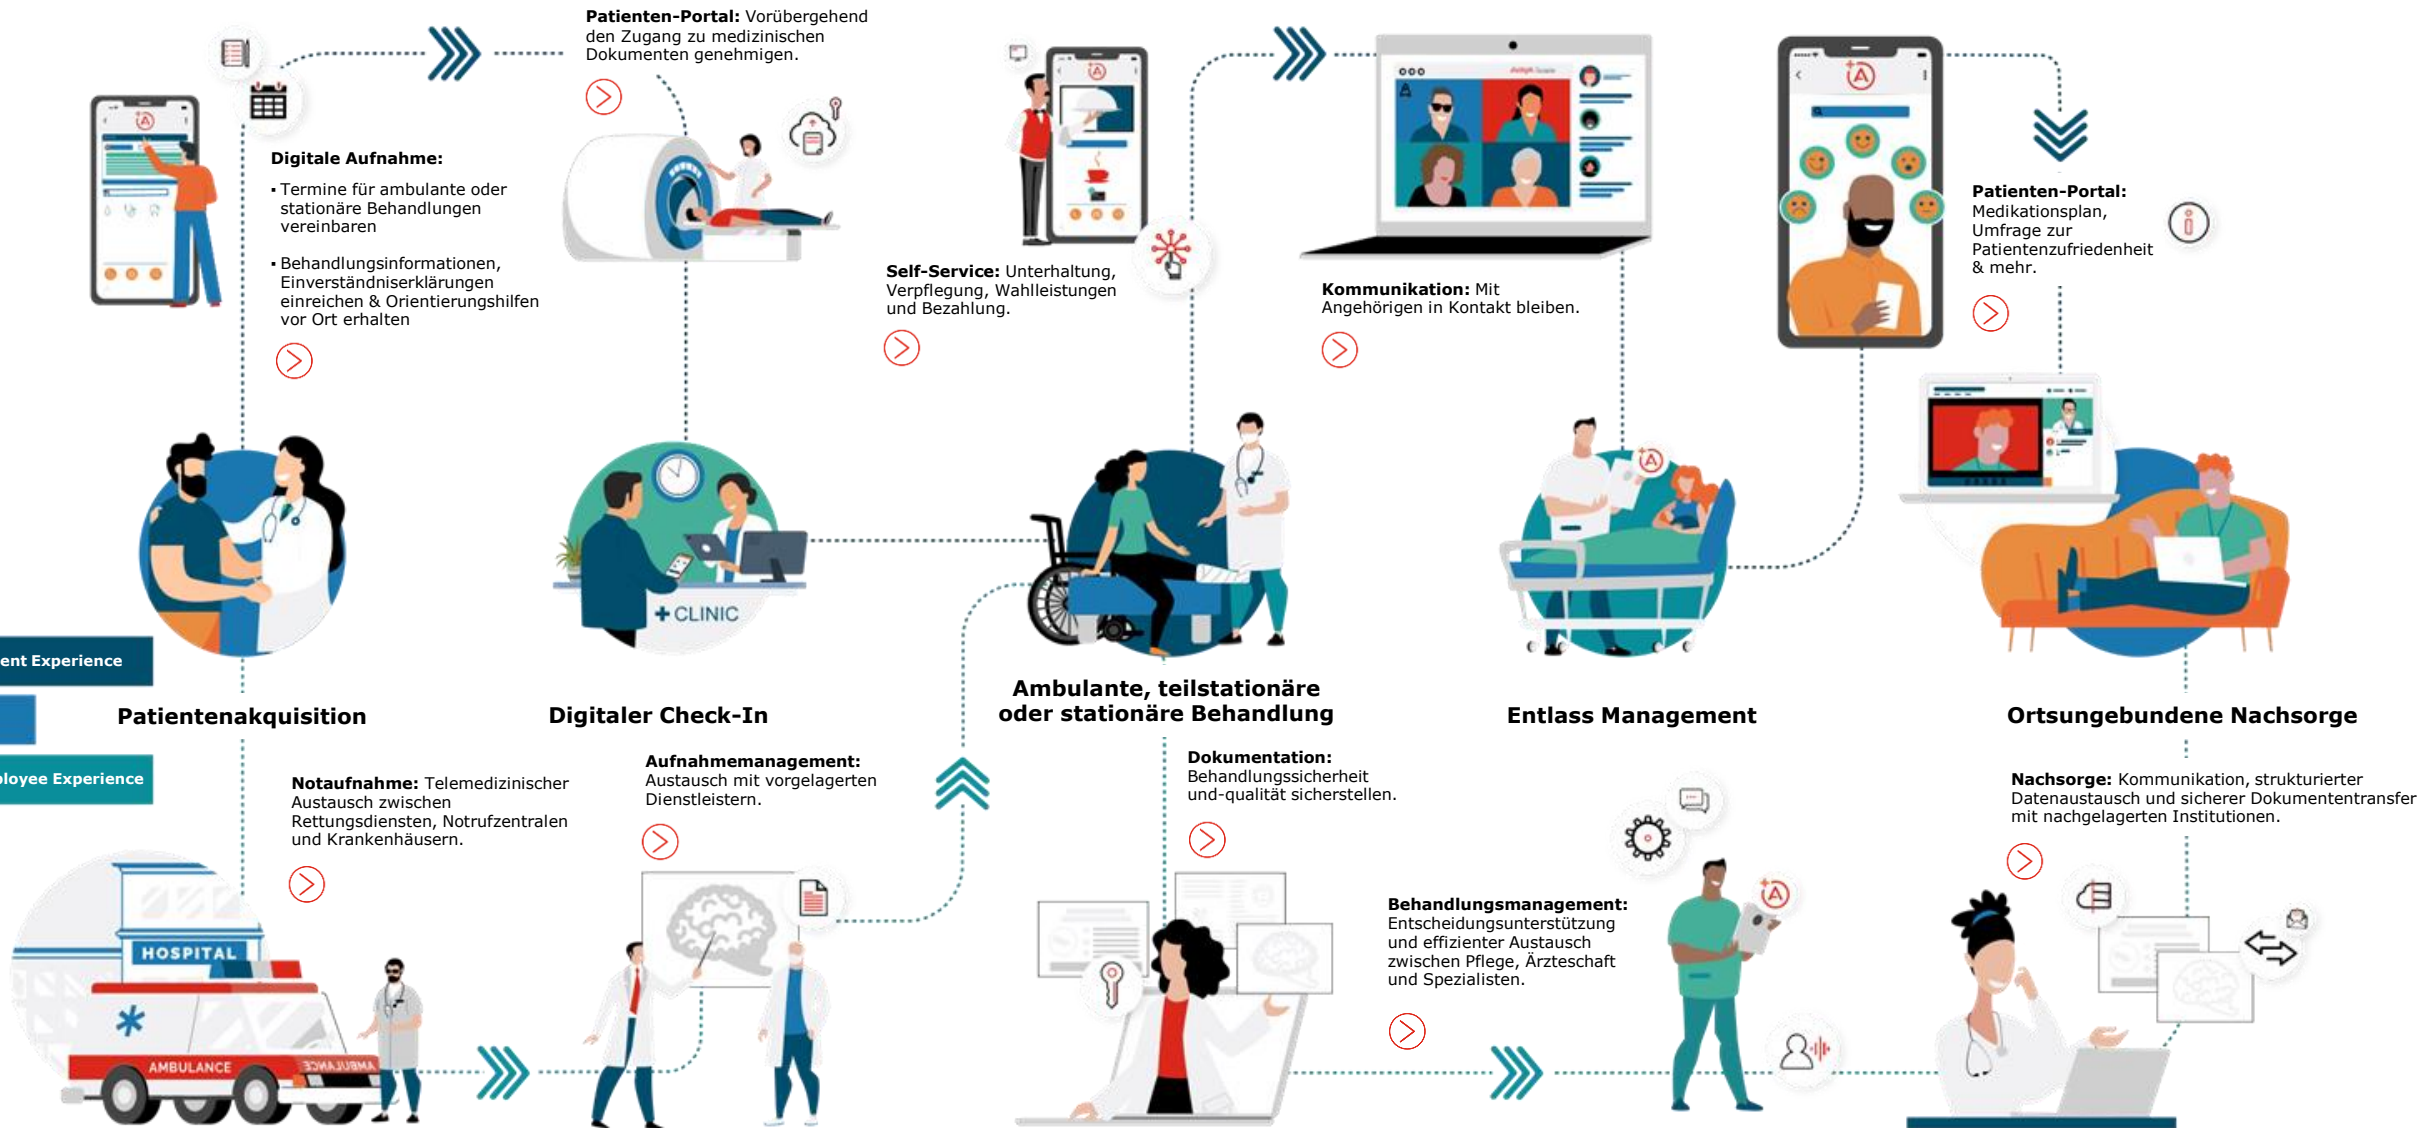 Patienten-Portal: Vorübergehend
den Zugang zu medizinischen
Dokumenten genehmigen.
Digitale Aufnahme:
▪ Termine für ambulante oder
stationäre Behandlungen
vereinbaren
▪ Behandlungsinformationen,
Einverständniserklärungen
einreichen & Orientierungshilfen
vor Ort erhalten
Self-Service: Unterhaltung,
Verpflegung, Wahlleistungen
und Bezahlung.
Kommunikation: Mit
Angehörigen in Kontakt bleiben.
Patienten-Portal:
Medikationsplan,
Umfrage zur
Patientenzufriedenheit
& mehr.
+ CLINIC
ent Experience
Patientenakquisition
Digitaler Check-In
Ambulante, teilstationäre
oder stationäre Behandlung
Entlass Management
Ortsungebundene Nachsorge
loyee Experience
Notaufnahme: Telemedizinischer
Austausch zwischen
Rettungsdiensten, Notrufzentralen
und Krankenhäusern.
Aufnahmemanagement:
Austausch mit vorgelagerten
Dienstleistern.
Dokumentation:
Behandlungssicherheit
und-qualität sicherstellen.
Behandlungsmanagement:
Entscheidungsunterstützung
und effizienter Austausch
zwischen Pflege, Ärzteschaft
und Spezialisten.
Nachsorge: Kommunikation, strukturierter
Datenaustausch und sicherer Dokumententransfer
mit nachgelagerten Institutionen.
HOSPITAL
AMBULANCE
AMBULANCE